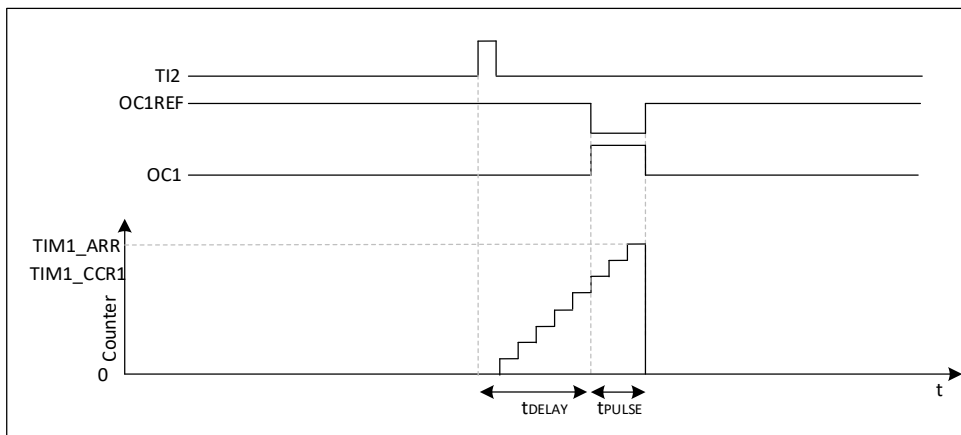 TI2
OC1REF
OC1
TIM1_ARR
TIM1_CCR1
Counter
0
t
tDELAY
tPULSE